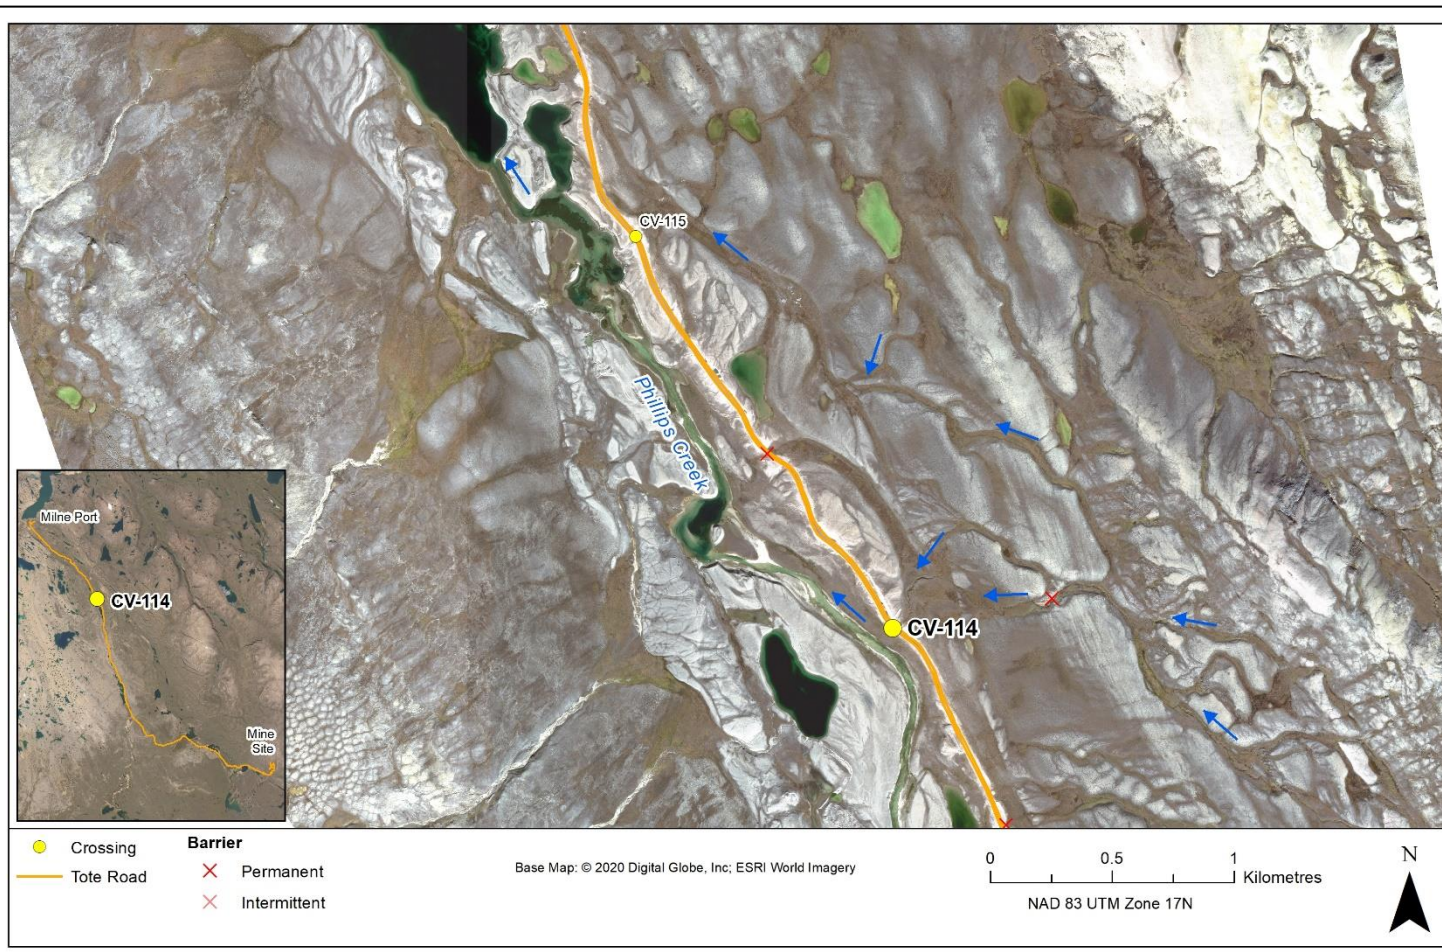 CV-115
Phillips Creek
CV-114
Milne Port
CV-114
Mine
Site
Crossing
Tote Road
Barrier
Permanent
Intermittent
Base Map: © 2020 Digital Globe, Inc; ESRI World Imagery
0 0.5 1
Kilometres
NAD 83 UTM Zone 17N
N